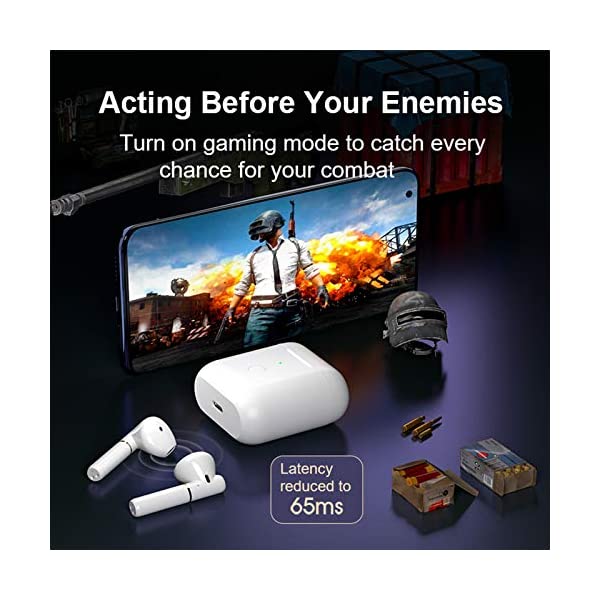 Acting Before Your Enemies
Turn on gaming mode to catch every
chance for your combat
Latency
reduced to
65ms